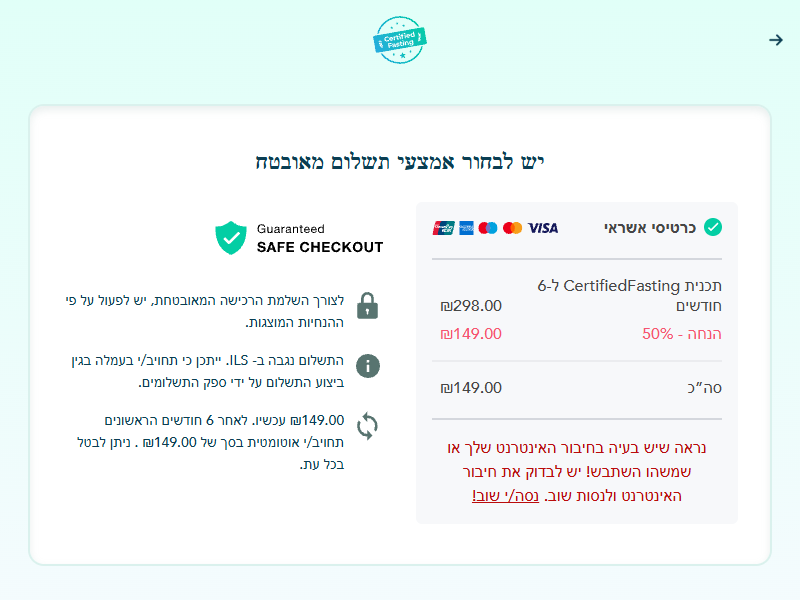 Certified
Fasting
יש לבחור אמצעי תשלום מאובטח
כרטיסי אשראי
VISA
תכנית CertifiedFasting ל-6
חודשים
₪298.00
הנחה - 50%
₪149.00
סה"כ
₪149.00
נראה שיש בעיה בחיבור האינטרנט שלך או
שמשהו השתבש! יש לבדוק את חיבור
האינטרנט ולנסות שוב. נסה/י שוב!
Guaranteed
SAFE CHECKOUT
לצורך השלמת הרכישה המאובטחת, יש לפעול על פי
ההנחיות המוצגות.
התשלום נגבה ב- ILS. ייתכן כי תחויב/י בעמלה בגין
ביצוע התשלום על ידי ספק התשלומים.
₪149.00 עכשיו. לאחר 6 חודשים הראשונים
תחויב/י אוטומטית בסך של ₪149.00 . ניתן לבטל
בכל עת.